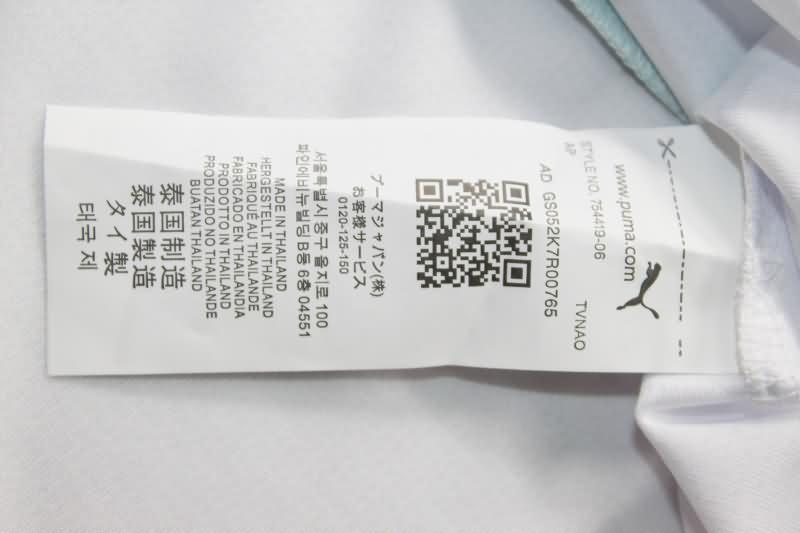 www.puma.com
STYLE NO. 754419-06
AP
TVNAO
AD GS052K7R00765
プーマジャパン(株)
お客様サービス
0120-125-150
서울특별시 중구 을지로 100
파인에비뉴빌딩 B동 6층 04551
MADE IN THAILAND
HERGESTELLT IN THAILAND
FABRIQUÉ AU THAILANDE
FABRICADO EN THAILANDIA
PRODOTTO IN THAILAND
PRODUZIDO TO THAILANDE
BUATAN THAILAND
泰国制造
泰国製造
タイ製
태국 제